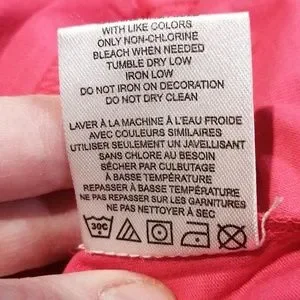 WITH LIKE COLORS
ONLY NON-CHLORINE
BLEACH WHEN NEEDED
TUMBLE DRY LOW
IRON LOW
DO NOT IRON ON DECORATION
DO NOT DRY CLEAN
LAVER À LA MACHINE À L'EAU FROIDE
AVEC COULEURS SIMILAIRES
UTILISER SEULEMENT UN JAVELLISANT
SANS CHLORE AU BESOIN
SÉCHER PAR CULBUTAGE
À BASSE TEMPÉRATURE
REPASSER À BASSE TEMPÉRATURE
NE PAS REPASSER SUR LES GARNITURES
NE PAS NETTOYER À SEC
30C